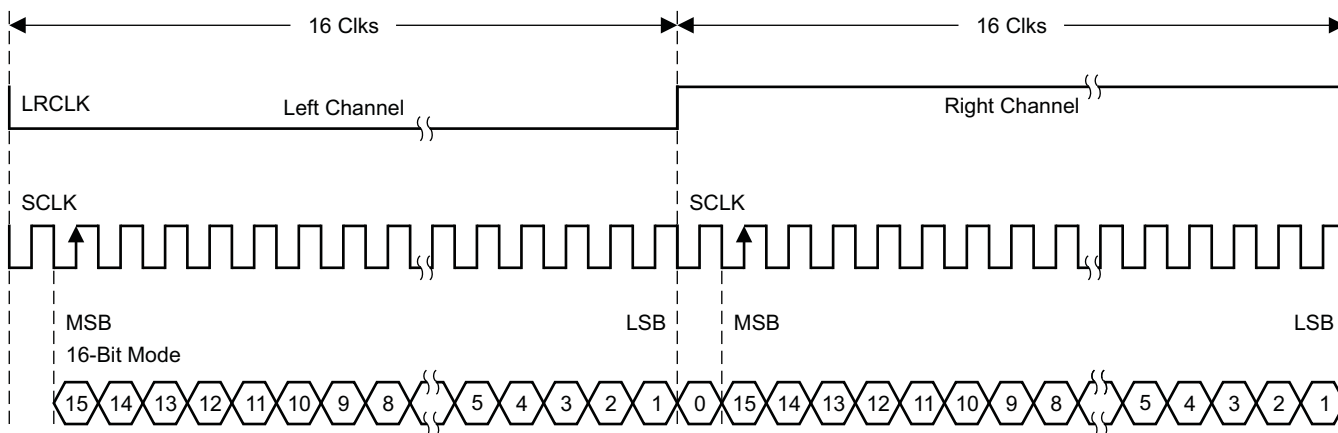 16 Clks 16 Clks
LRCLK Left Channel Right Channel
SCLK SCLK
MSB LSB MSB LSB
16-Bit Mode
15 14 13 12 11 10 9 8 5 4 3 2 1 0 15 14 13 12 11 10 9 8 5 4 3 2 1